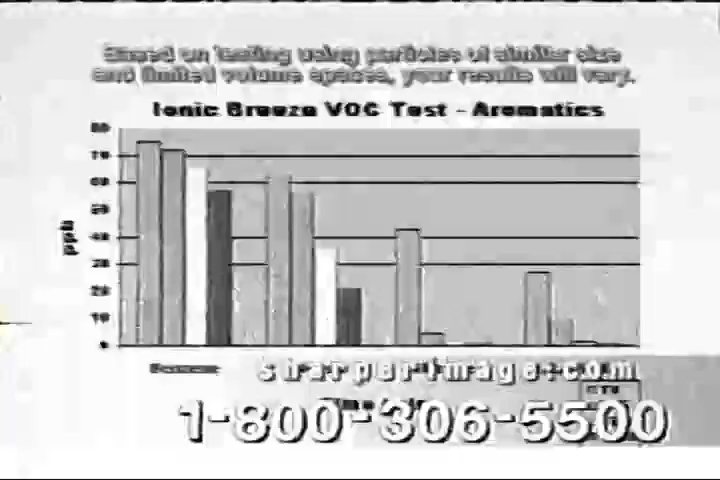 Based on testing using particles of similar size
and limited volume spaces, your results will vary.
Ionic Breeze VOC Test - Aromatics
80
70
60
50
40
30
20
10
0
ppb
Benzene
sharperimage.com
1-800-306-5500